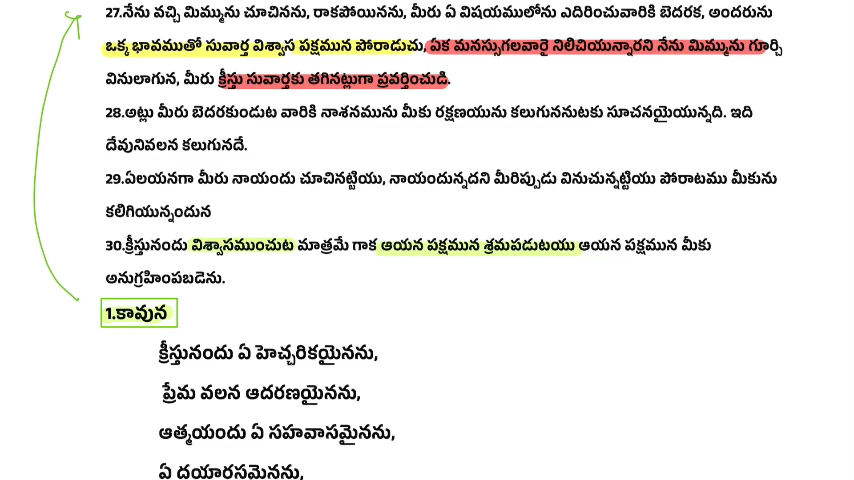 27.నేను వచ్చి మిమ్మును చూచినను, రాకపోయినను, మీరు ఏ విషయములోను ఎదిరించువారికి బెదరక, అందరును
ఒక్క భావముతో సువార్త విశ్వాస పక్షమున పోరాడుచు, ఏక మనస్సుగలవారై నిలిచియున్నారని నేను మిమ్మును గూర్చి
వినులాగున, మీరు క్రీస్తు సువార్తకు తగినట్లుగా ప్రవర్తించుడి.
28.అట్లు మీరు బెదరకుండుట వారికి నాశనమును మీకు రక్షణయును కలుగుననుటకు సూచనయైయున్నది. ఇది
దేవునివలన కలుగునదే.
29.ఏలయనగా మీరు నాయందు చూచినట్టియు, నాయందున్నదని మీరిప్పుడు వినుచున్నట్టియు పోరాటము మీకును
కలిగియున్నందున
30.క్రీస్తునందు విశ్వాసముంచుట మాత్రమే గాక ఆయన పక్షమున శ్రమపడుటయు ఆయన పక్షమున మీకు
అనుగ్రహింపబడెను.
1.కావున
క్రీస్తునందు ఏ హెచ్చరికయైనను,
ప్రేమ వలన ఆదరణయైనను,
ఆత్మయందు ఏ సహవాసమైనను,
ఏ దయారసమైనను,